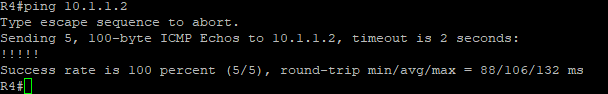 R4#ping 10.1.1.2
Type escape sequence to abort.
Sending 5, 100-byte ICMP Echos to 10.1.1.2, timeout is 2 seconds:
!!!!!
Success rate is 100 percent (5/5), round-trip min/avg/max = 88/106/132 ms
R4#